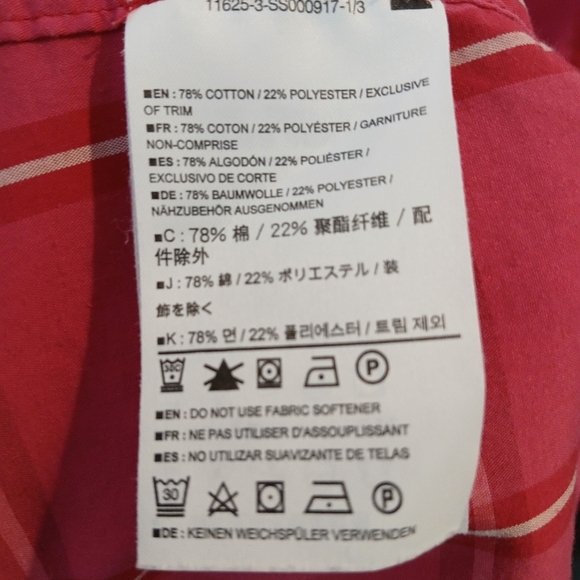 11625-3-SS000917-1/3
■EN : 78% COTTON / 22% POLYESTER / EXCLUSIVE
OF TRIM
■FR : 78% COTON / 22% POLYÉSTER / GARNITURE
NON-COMPRISE
■ES : 78% ALGODÓN / 22% POLIÉSTER /
EXCLUSIVO DE CORTE
■DE : 78% BAUMWOLLE / 22% POLYESTER /
NÄHZUBEHÖR AUSGENOMMEN
■C : 78% 棉 / 22% 聚酯纤维 / 配
件除外
■J : 78% 綿 / 22% ポリエステル / 装
飾を除く
■K : 78% 면 / 22% 폴리에스터 / 트림 제외
50C P
■EN : DO NOT USE FABRIC SOFTENER
■FR : NE PAS UTILISER D'ASSOUPLISSANT
■ES : NO UTILIZAR SUAVIZANTE DE TELAS
30 P
■DE : KEINEN WEICHSPÜLER VERWENDEN